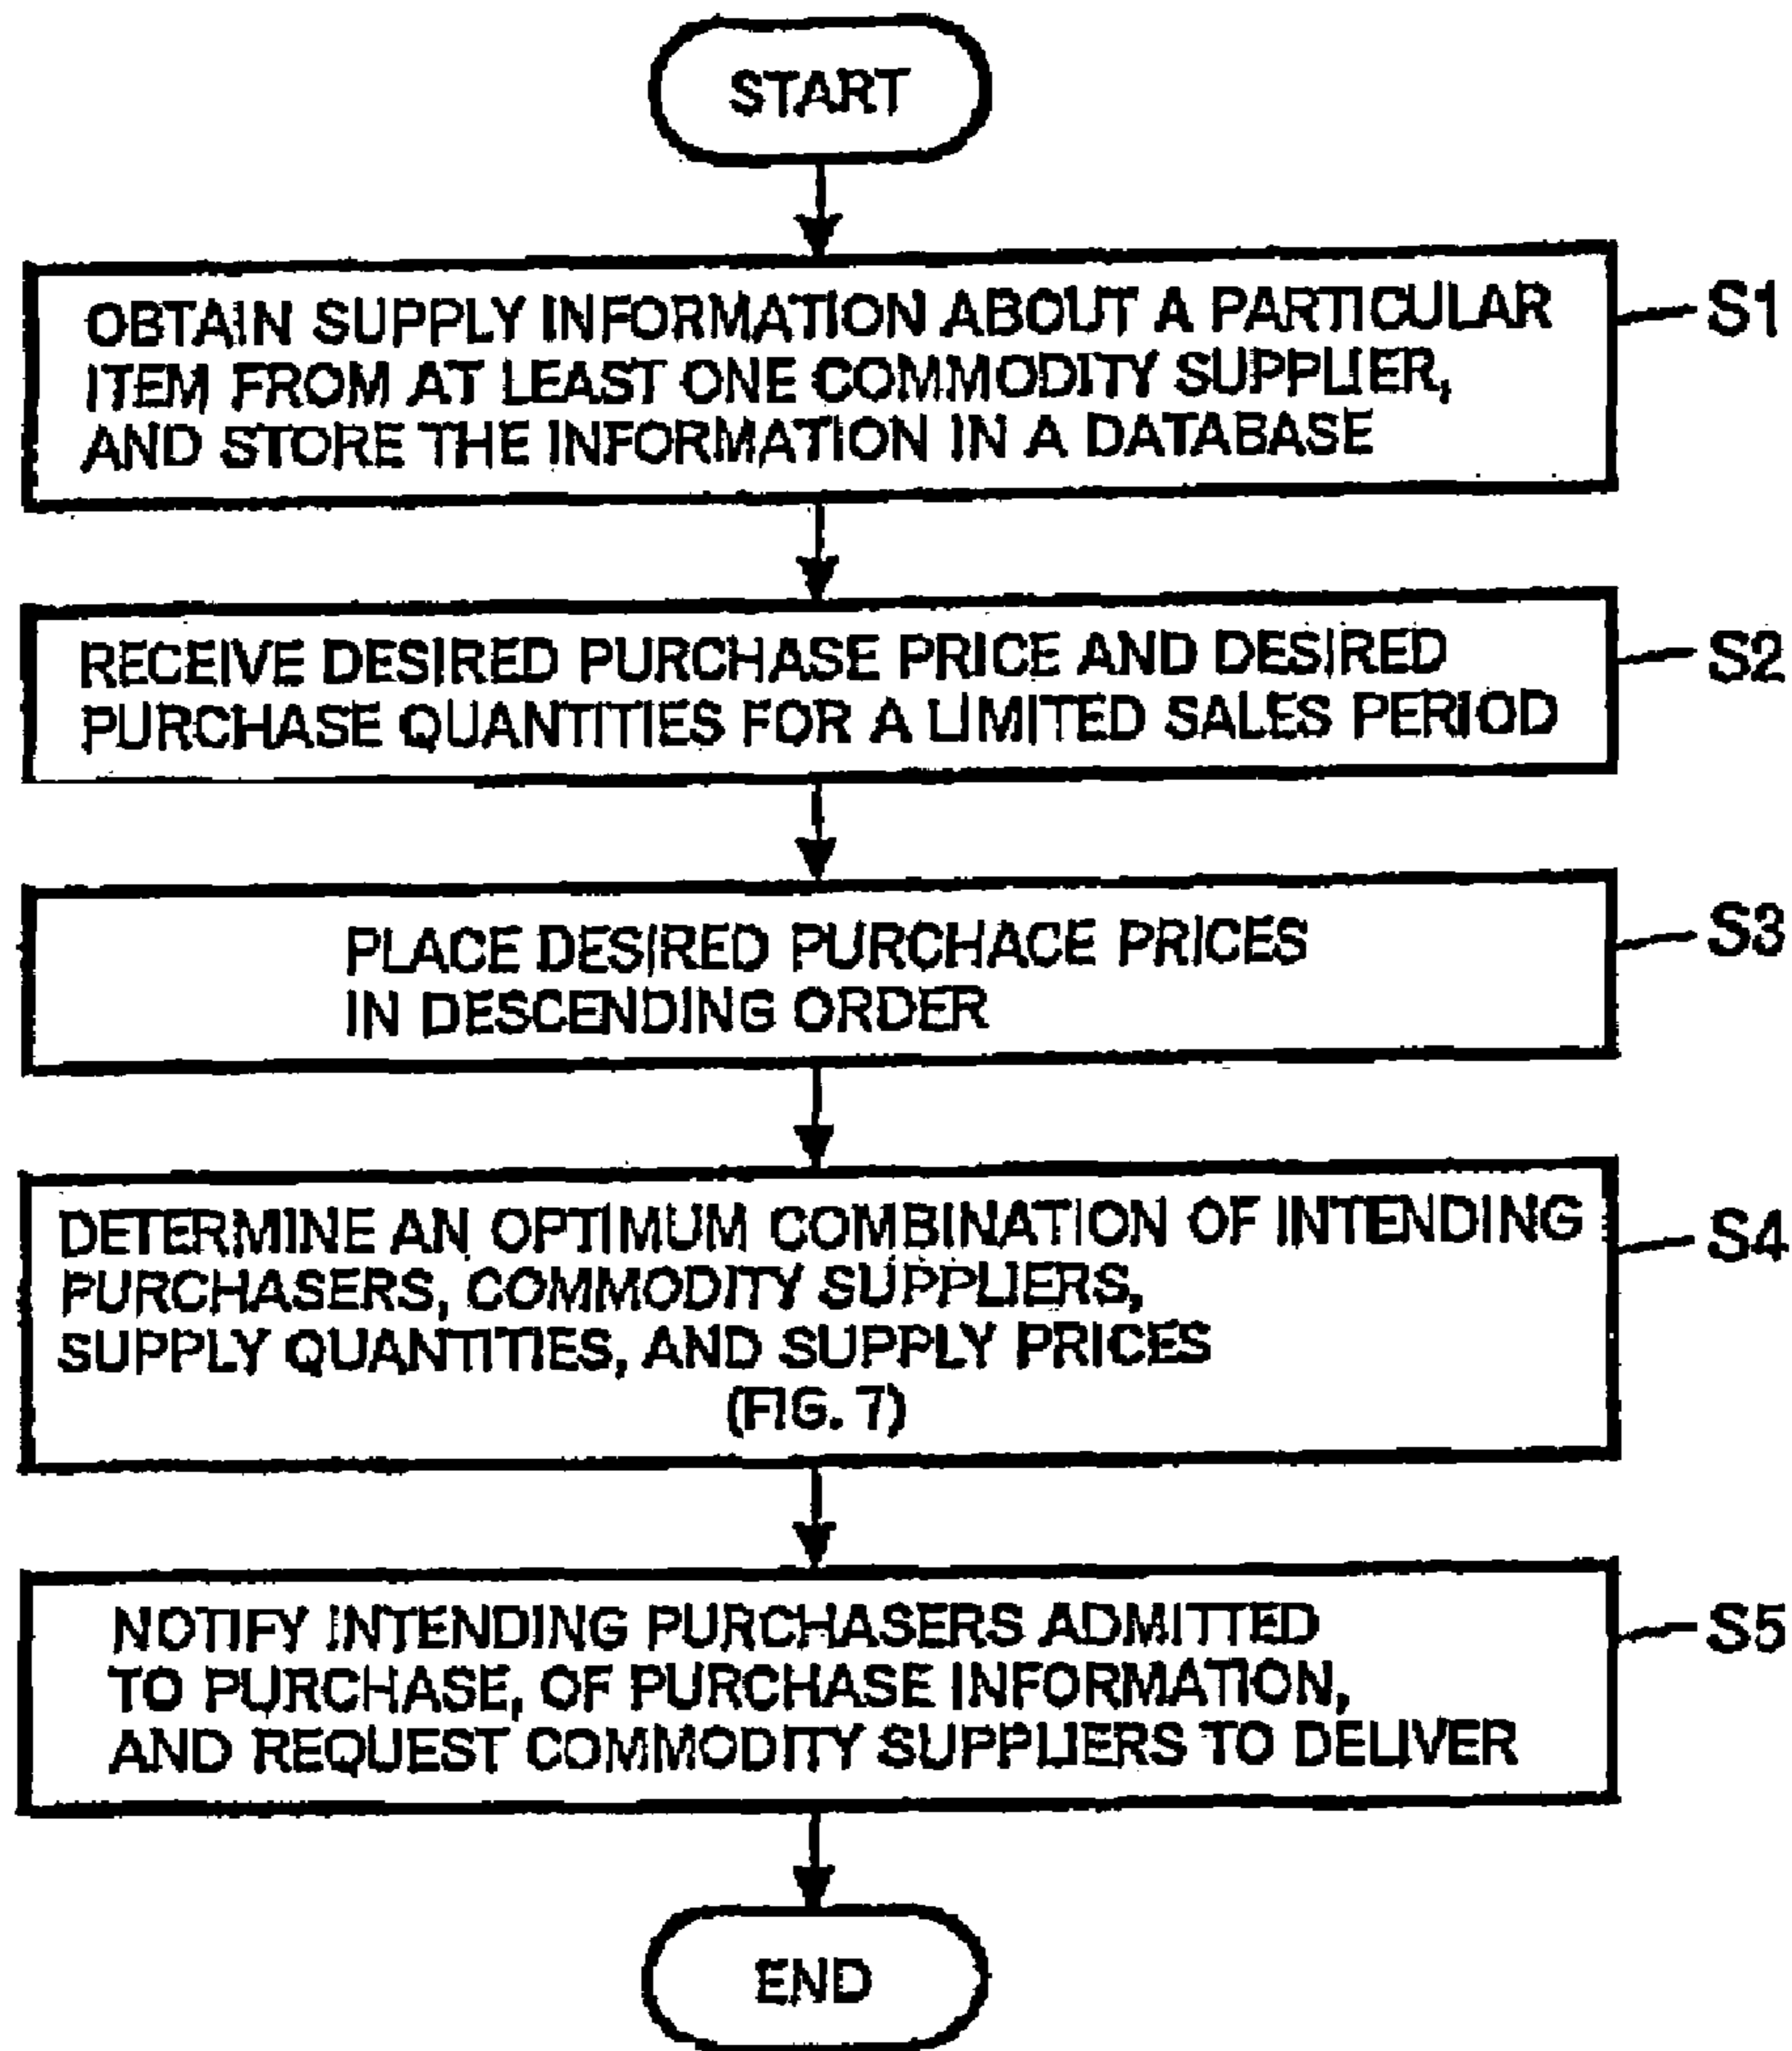 START
OBTAIN SUPPLY INFORMATION ABOUT A PARTICULAR
ITEM FROM AT LEAST ONE COMMODITY SUPPLIER,
AND STORE THE INFORMATION IN A DATABASE
S1
RECEIVE DESIRED PURCHASE PRICE AND DESIRED
PURCHASE QUANTITIES FOR A LIMITED SALES PERIOD
S2
PLACE DESIRED PURCHACE PRICES
IN DESCENDING ORDER
S3
DETERMINE AN OPTIMUM COMBINATION OF INTENDING
PURCHASERS, COMMODITY SUPPLIERS,
SUPPLY QUANTITIES, AND SUPPLY PRICES
(FIG. 7)
S4
NOTIFY INTENDING PURCHASERS ADMITTED
TO PURCHASE, OF PURCHASE INFORMATION,
AND REQUEST COMMODITY SUPPLIERS TO DELIVER
S5
END